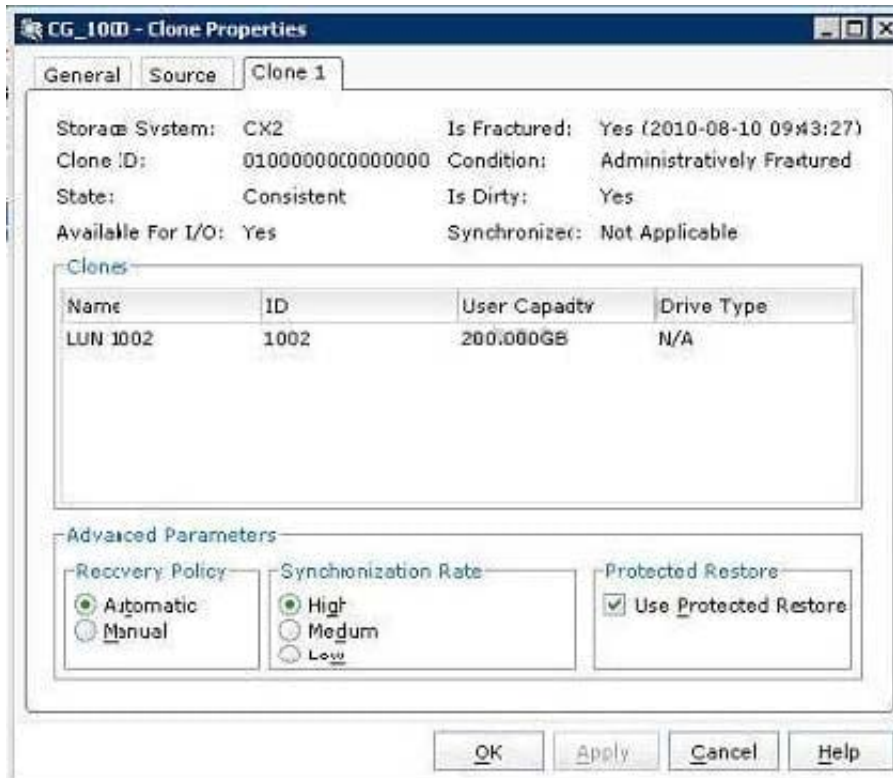 CG_1000 - Clone Properties
General Source Clone 1
Storage System: CX2 Is Fractured: Yes (2010-08-10 09:43:27)
Clone ID: 0100000000000000 Condition: Administratively Fractured
State: Consistent Is Dirty: Yes
Available For I/O: Yes Synchronized: Not Applicable
Clones
Name ID User Capacity Drive Type
LUN 1002 1002 200.000GB N/A
Advanced Parameters
Recovery Policy Synchronization Rate Protected Restore
Automatic High Use Protected Restore
Manual Medium
Low
OK Apply Cancel Help